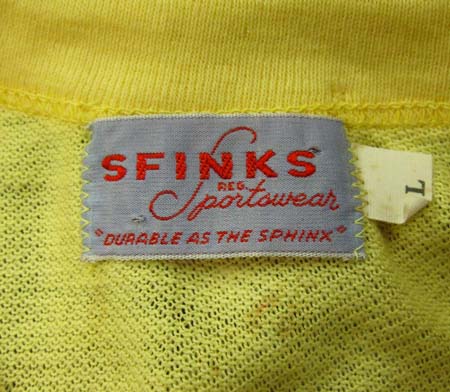 SFINKS
REG.
Sportswear
"DURABLE AS THE SPHINX"
L